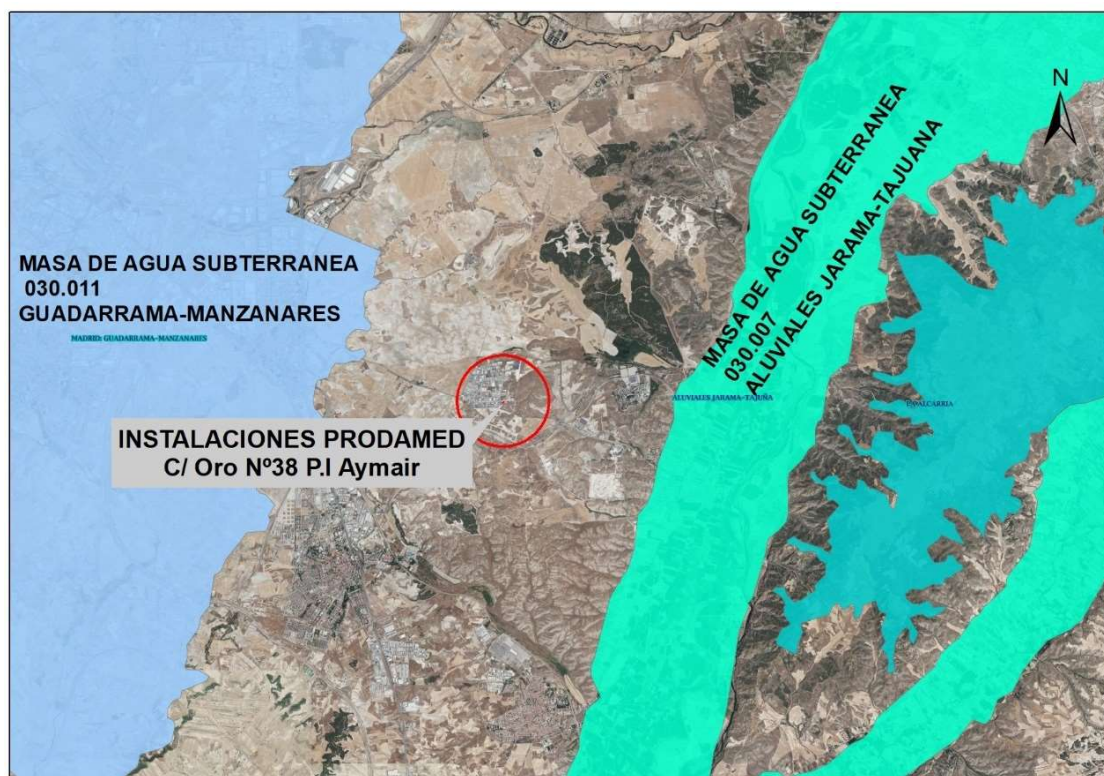 N
MASA DE AGUA SUBTERRANEA
030.011
GUADARRAMA-MANZANARES
MADRID: GUADARRAMA-MANZANARES
MASA DE AGUA SUBTERRANEA
030.007
ALUVIALES JARAMA-TAJUANA
ALUVIALES JARAMA-TAJUÑA
INSTALACIONES PRODAMED
C/ Oro Nº38 P.I Aymair